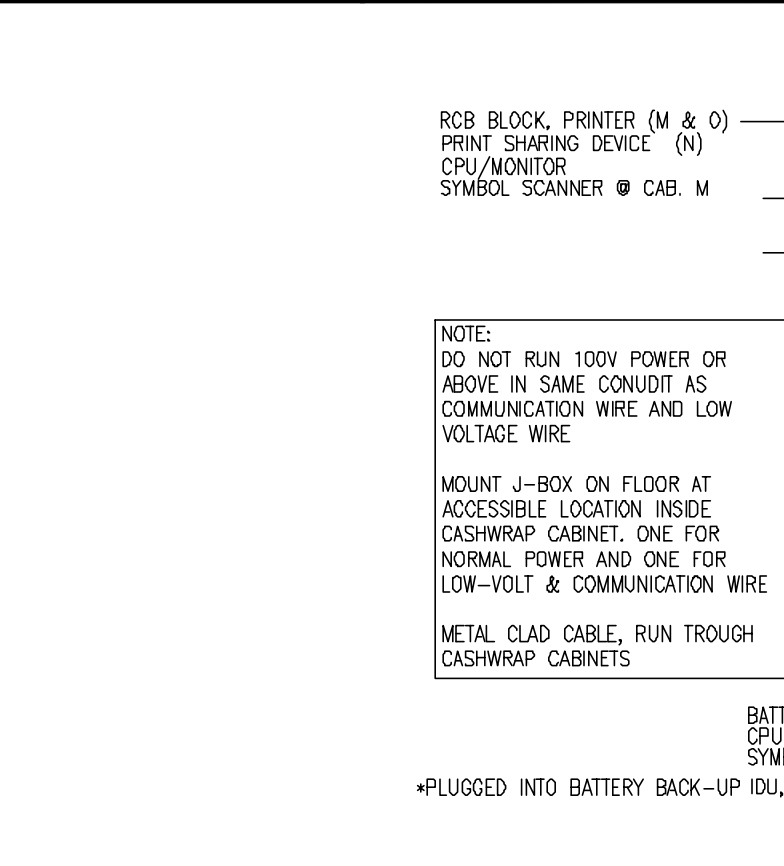 RCB BLOCK, PRINTER (M & O)
PRINT SHARING DEVICE (N)
CPU/MONITOR
SYMBOL SCANNER @ CAB. M
NOTE:
DO NOT RUN 100V POWER OR
ABOVE IN SAME CONUDIT AS
COMMUNICATION WIRE AND LOW
VOLTAGE WIRE
MOUNT J-BOX ON FLOOR AT
ACCESSIBLE LOCATION INSIDE
CASHWRAP CABINET. ONE FOR
NORMAL POWER AND ONE FOR
LOW-VOLT & COMMUNICATION WIRE
METAL CLAD CABLE, RUN TROUGH
CASHWRAP CABINETS
CPU
*PLUGGED INTO BATTERY BACK-UP IDU,